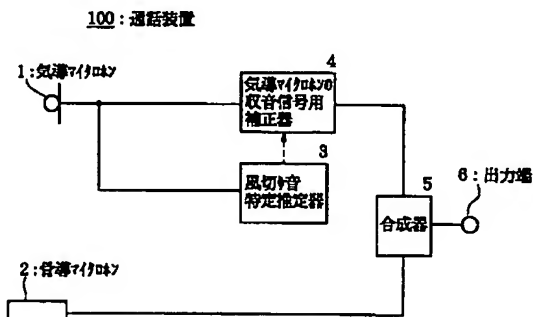 100：通話装置
1：気導マイクロホン
4
気導マイクロホンの
収音信号用
補正器
3
風切り音
特定推定器
5
合成器
6：出力端
2：骨導マイクロホン